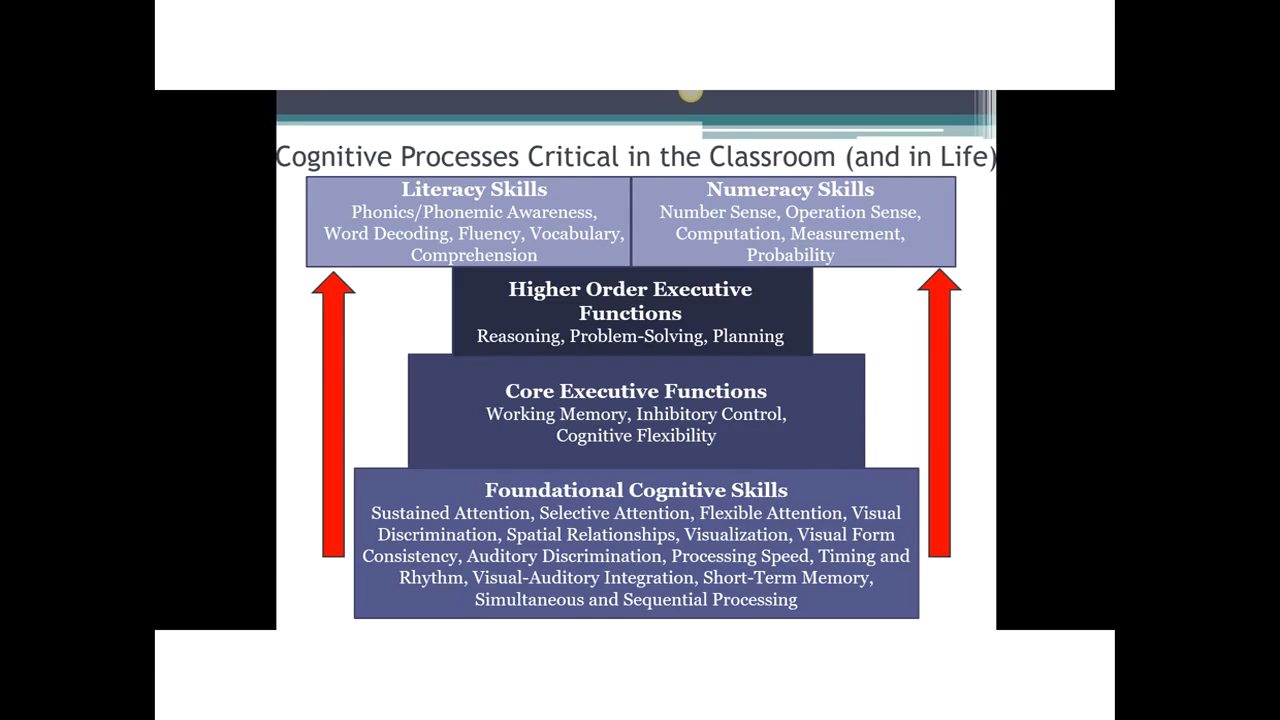 Cognitive Processes Critical in the Classroom (and in Life)
Literacy Skills
Phonics/Phonemic Awareness,
Word Decoding, Fluency, Vocabulary,
Comprehension
Numeracy Skills
Number Sense, Operation Sense,
Computation, Measurement,
Probability
Higher Order Executive
Functions
Reasoning, Problem-Solving, Planning
Core Executive Functions
Working Memory, Inhibitory Control,
Cognitive Flexibility
Foundational Cognitive Skills
Sustained Attention, Selective Attention, Flexible Attention, Visual
Discrimination, Spatial Relationships, Visualization, Visual Form
Consistency, Auditory Discrimination, Processing Speed, Timing and
Rhythm, Visual-Auditory Integration, Short-Term Memory,
Simultaneous and Sequential Processing